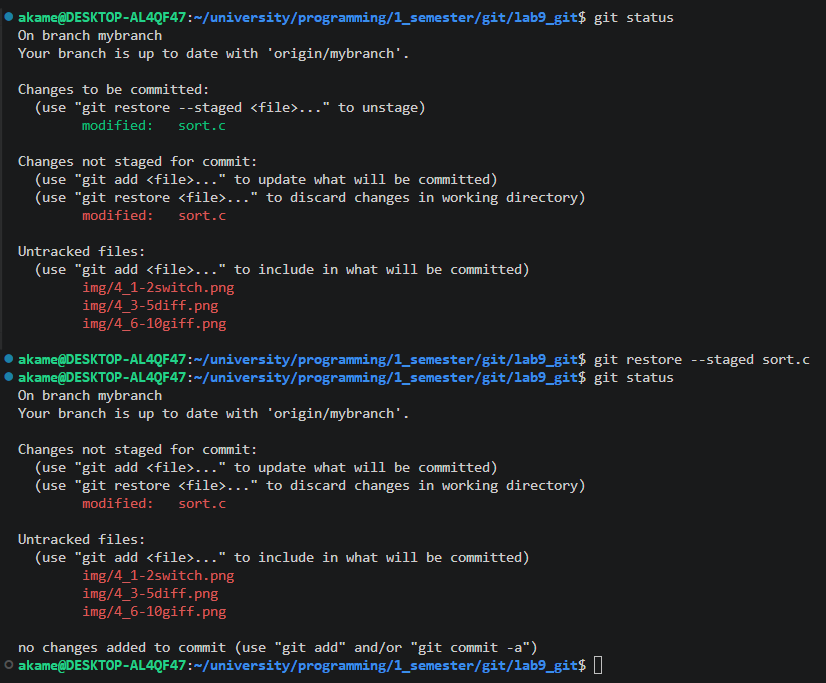 akame@DESKTOP-AL4QF47:~/university/programming/1_semester/git/lab9_git$ git status
On branch mybranch
Your branch is up to date with 'origin/mybranch'.
Changes to be committed:
(use "git restore --staged <file>..." to unstage)
modified:   sort.c
Changes not staged for commit:
(use "git add <file>..." to update what will be committed)
(use "git restore <file>..." to discard changes in working directory)
modified:   sort.c
Untracked files:
(use "git add <file>..." to include in what will be committed)
img/4_1-2switch.png
img/4_3-5diff.png
img/4_6-10giff.png
akame@DESKTOP-AL4QF47:~/university/programming/1_semester/git/lab9_git$ git restore --staged sort.c
akame@DESKTOP-AL4QF47:~/university/programming/1_semester/git/lab9_git$ git status
On branch mybranch
Your branch is up to date with 'origin/mybranch'.
Changes not staged for commit:
(use "git add <file>..." to update what will be committed)
(use "git restore <file>..." to discard changes in working directory)
modified:   sort.c
Untracked files:
(use "git add <file>..." to include in what will be committed)
img/4_1-2switch.png
img/4_3-5diff.png
img/4_6-10giff.png
no changes added to commit (use "git add" and/or "git commit -a")
akame@DESKTOP-AL4QF47:~/university/programming/1_semester/git/lab9_git$